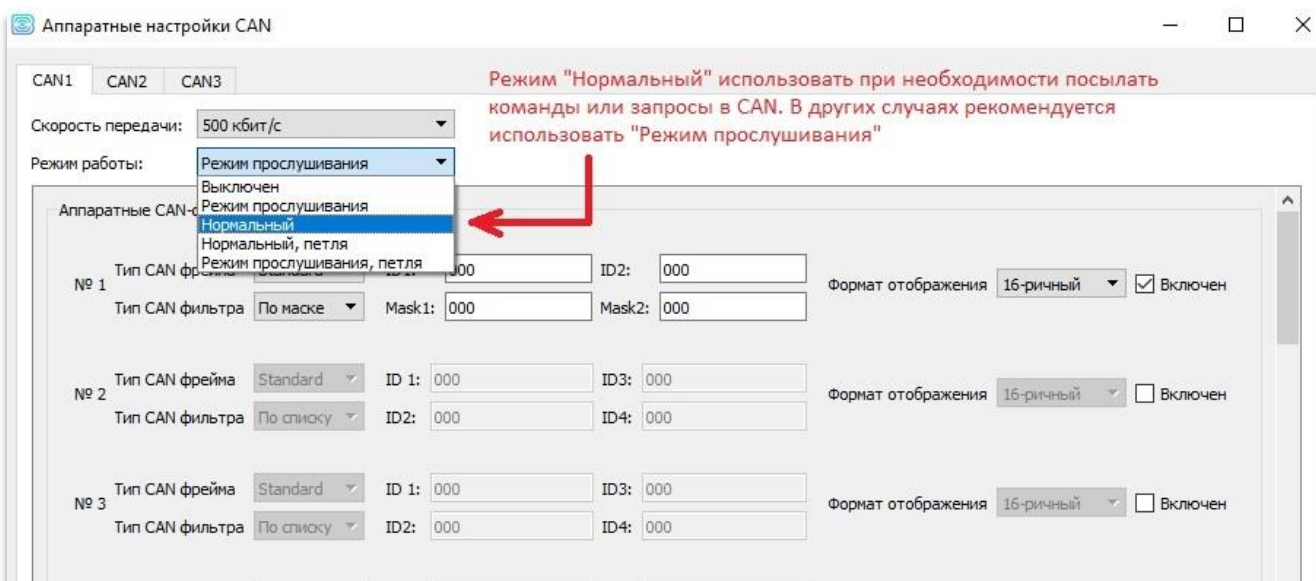 Аппаратные настройки CAN
CAN1 CAN2 CAN3
Режим "Нормальный" использовать при необходимости посылать
команды или запросы в CAN. В других случаях рекомендуется
использовать "Режим прослушивания"
Скорость передачи: 500 кбит/с
Режим работы: Режим прослушивания
Выключен
Режим прослушивания
Нормальный
Нормальный, петля
Режим прослушивания, петля
Аппаратные CAN-
№ 1
Тип CAN 000 ID2: 000
Тип CAN фильтра По маске Mask1: 000 Mask2: 000
Формат отображения 16-ричный Включен
№ 2
Тип CAN фрейма Standard ID 1: 000 ID3: 000
Тип CAN фильтра По списку ID2: 000 ID4: 000
Формат отображения 16-ричный Включен
№ 3
Тип CAN фрейма Standard ID 1: 000 ID3: 000
Тип CAN фильтра По списку ID2: 000 ID4: 000
Формат отображения 16-ричный Включен